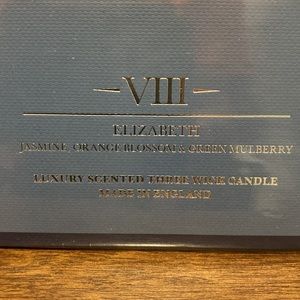 – VIII –
ELIZABETH
JASMINE, ORANGE BLOSSOM & GREEN MULBERRY
LUXURY SCENTED THREE WICK CANDLE
MADE IN ENGLAND